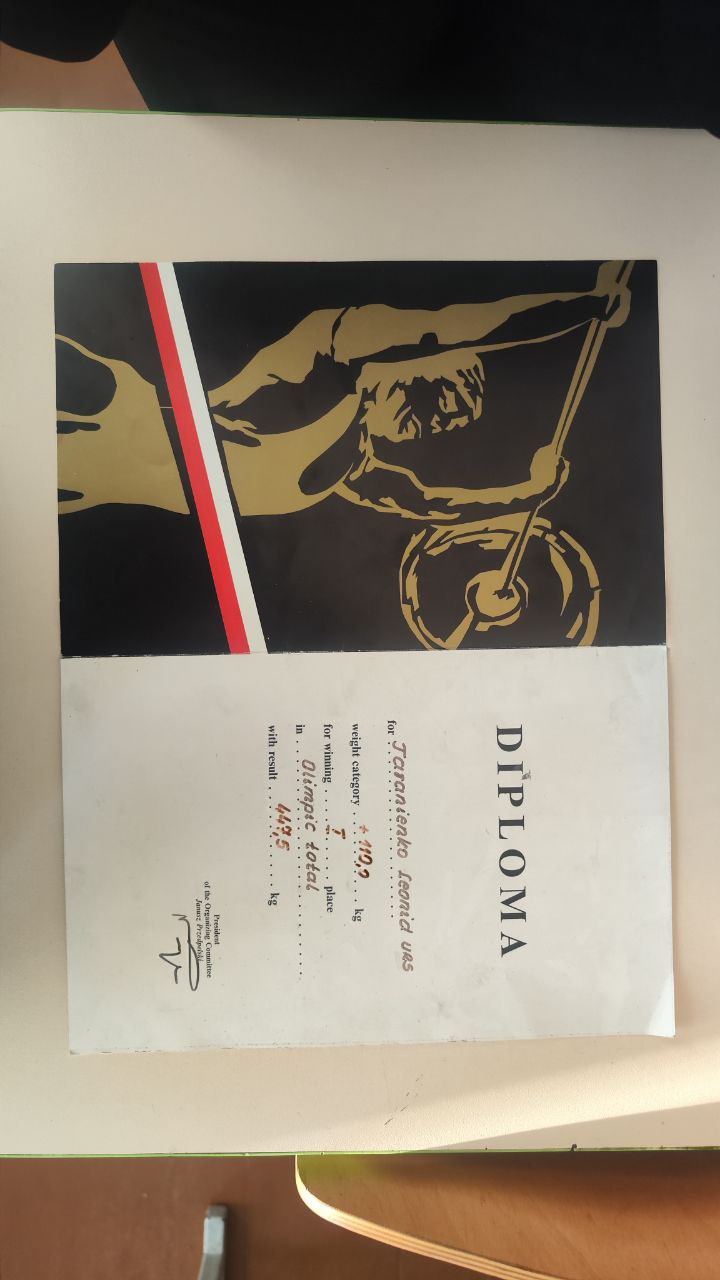 DIPLOMA
for Taranienko Leonid URS
weight category + 110,0 kg
for winning I place
in Olimpic total
with result 447,5 kg
President
of the Organizing Committee
Janusz Przedpełski